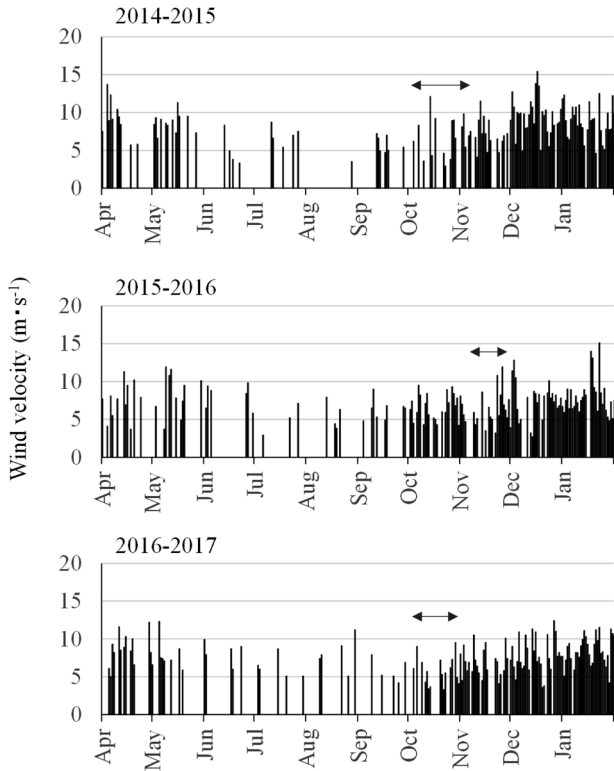 2014-2015
20
15
10
5
0
Apr
May
Jun
Jul
Aug
Sep
Oct
Nov
Dec
Jan
Wind velocity (m・s-1)
2015-2016
20
15
10
5
0
Apr
May
Jun
Jul
Aug
Sep
Oct
Nov
Dec
Jan
2016-2017
20
15
10
5
0
Apr
May
Jun
Jul
Aug
Sep
Oct
Nov
Dec
Jan